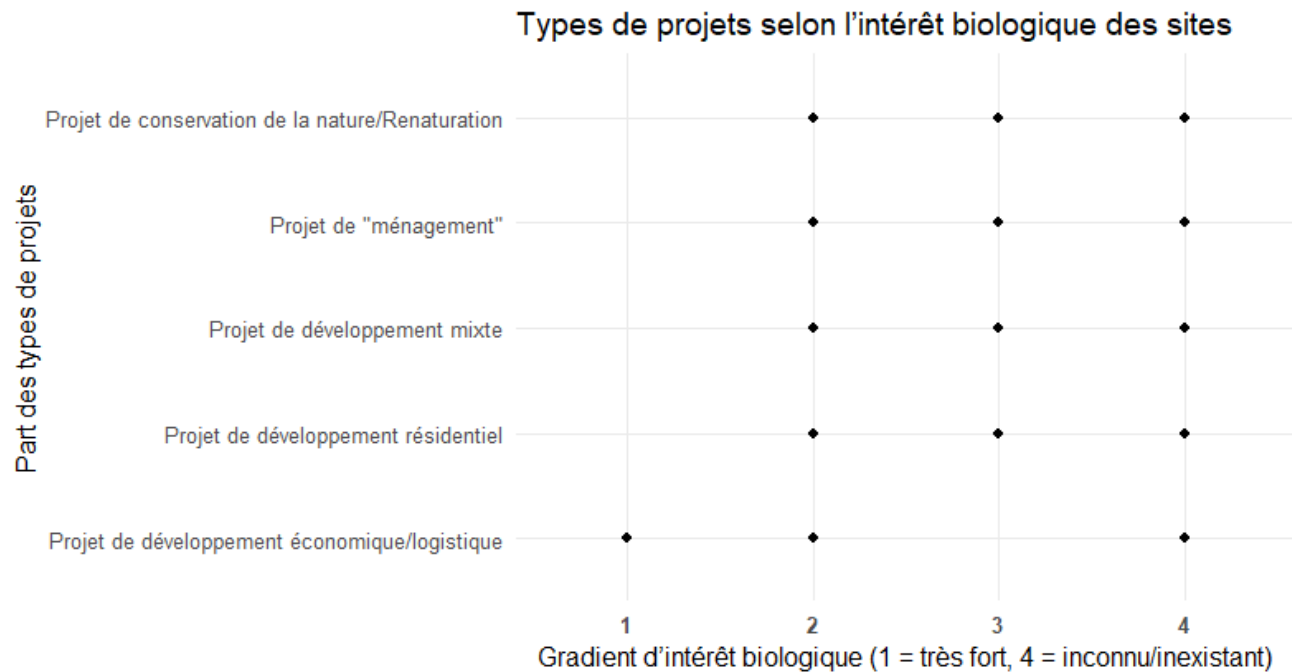 Types de projets selon l’intérêt biologique des sites
Part des types de projets
Projet de conservation de la nature/Renaturation
Projet de "ménagement"
Projet de développement mixte
Projet de développement résidentiel
Projet de développement économique/logistique
1 2 3 4
Gradient d’intérêt biologique (1 = très fort, 4 = inconnu/inexistant)